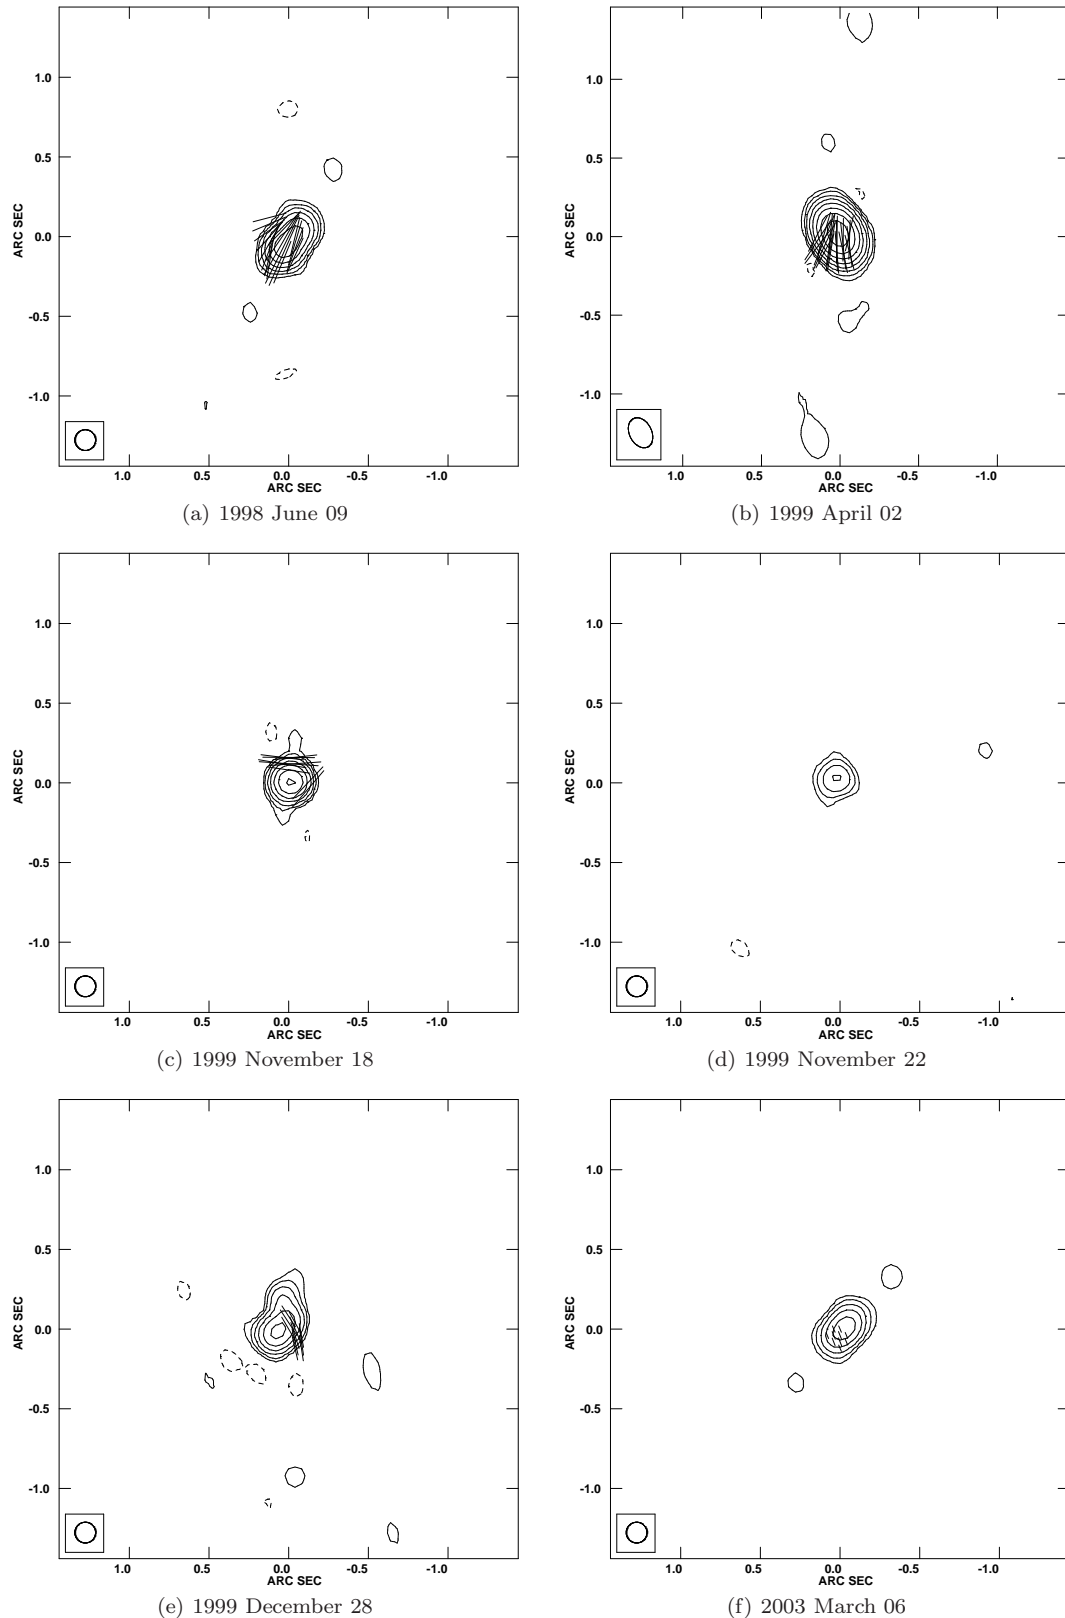 1.0
0.5
0.0
-0.5
-1.0
ARC SEC
1.0 0.5 0.0 -0.5 -1.0
ARC SEC
(a) 1998 June 09
1.0
0.5
0.0
-0.5
-1.0
ARC SEC
1.0 0.5 0.0 -0.5 -1.0
ARC SEC
(b) 1999 April 02
1.0
0.5
0.0
-0.5
-1.0
ARC SEC
1.0 0.5 0.0 -0.5 -1.0
ARC SEC
(c) 1999 November 18
1.0
0.5
0.0
-0.5
-1.0
ARC SEC
1.0 0.5 0.0 -0.5 -1.0
ARC SEC
(d) 1999 November 22
1.0
0.5
0.0
-0.5
-1.0
ARC SEC
1.0 0.5 0.0 -0.5 -1.0
ARC SEC
(e) 1999 December 28
1.0
0.5
0.0
-0.5
-1.0
ARC SEC
1.0 0.5 0.0 -0.5 -1.0
ARC SEC
(f) 2003 March 06